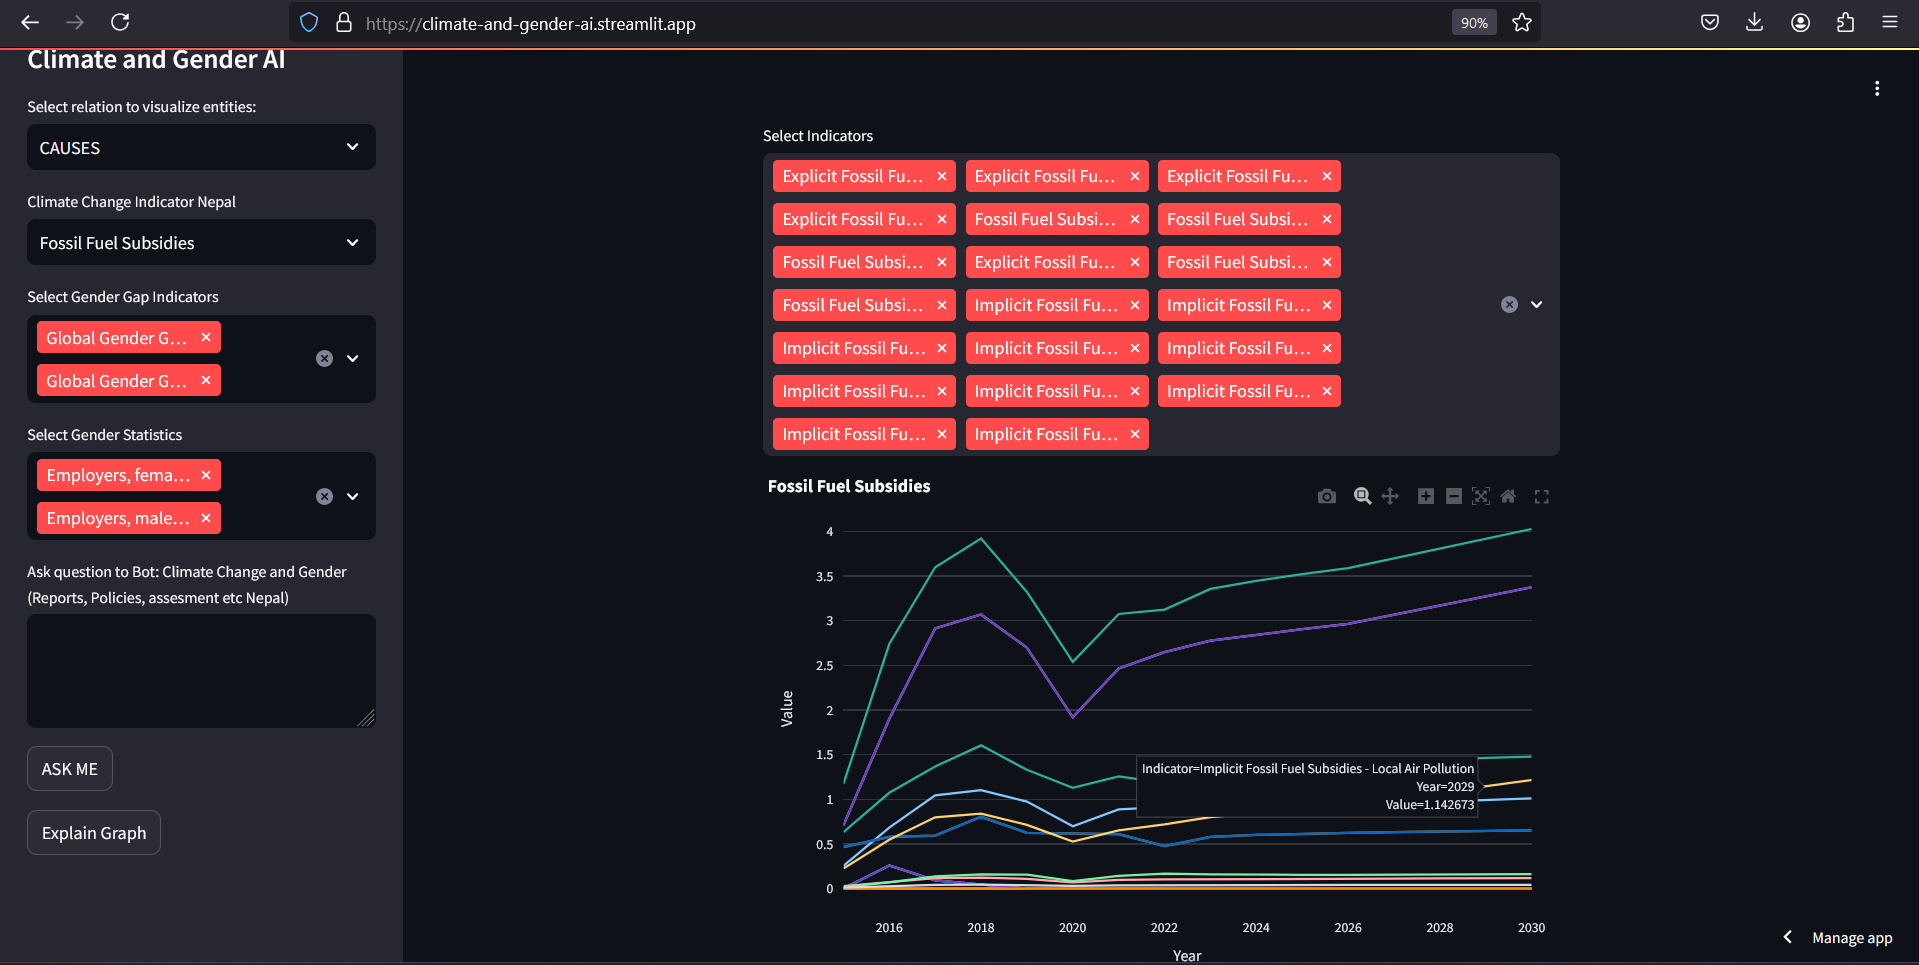 https://climate-and-gender-ai.streamlit.app
90%
Climate and Gender AI
Select relation to visualize entities:
CAUSES
Climate Change Indicator Nepal
Fossil Fuel Subsidies
Select Gender Gap Indicators
Global Gender G...
Global Gender G...
Select Gender Statistics
Employers, fema...
Employers, male...
Ask question to Bot: Climate Change and Gender
(Reports, Policies, assesment etc Nepal)
ASK ME
Explain Graph
Select Indicators
Explicit Fossil Fu... Explicit Fossil Fu... Explicit Fossil Fu...
Explicit Fossil Fu... Fossil Fuel Subsi... Fossil Fuel Subsi...
Fossil Fuel Subsi... Explicit Fossil Fu... Fossil Fuel Subsi...
Fossil Fuel Subsi... Implicit Fossil Fu... Implicit Fossil Fu...
Implicit Fossil Fu... Implicit Fossil Fu... Implicit Fossil Fu...
Implicit Fossil Fu... Implicit Fossil Fu... Implicit Fossil Fu...
Implicit Fossil Fu... Implicit Fossil Fu...
Fossil Fuel Subsidies
4
3.5
3
2.5
2
1.5
1
0.5
0
Value
Indicator=Implicit Fossil Fuel Subsidies - Local Air Pollution
Year=2029
Value=1.142673
2016 2018 2020 2022 2024 2026 2028 2030
Year
Manage app